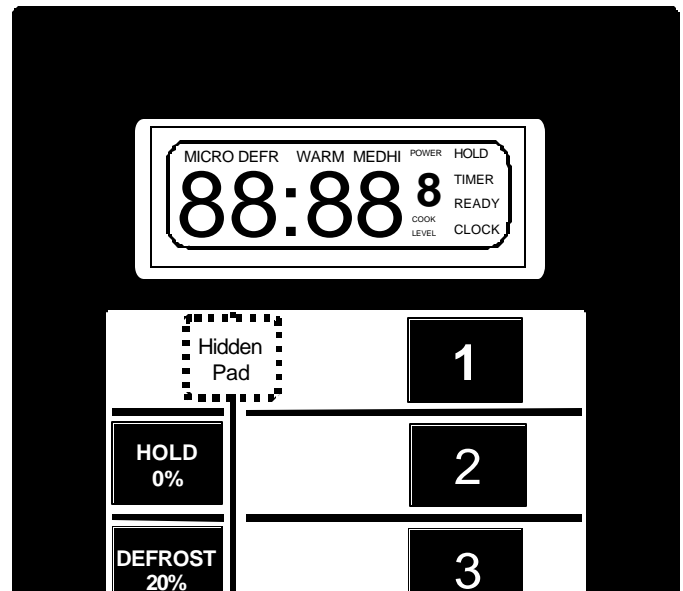 MICRO DEFR WARM MEDHI POWER HOLD
88:88 8 TIMER
READY
COOK
LEVEL CLOCK
Hidden
Pad
1
HOLD
0%
2
DEFROST
20%
3